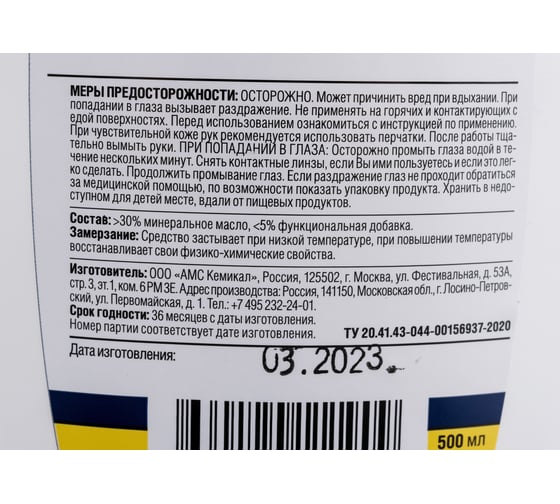 МЕРЫ ПРЕДОСТОРОЖНОСТИ: ОСТОРОЖНО. Может причинить вред при вдыхании. При
попадании в глаза вызывает раздражение. Не применять на горячих и контактирующих с
едой поверхностях. Перед использованием ознакомиться с инструкцией по применению.
При чувствительной коже рук рекомендуется использовать перчатки. После работы тща-
тельно вымыть руки. ПРИ ПОПАДАНИИ В ГЛАЗА: Осторожно промыть глаза водой в те-
чение нескольких минут. Снять контактные линзы, если Вы ими пользуетесь и если это лег-
ко сделать. Продолжить промывание глаз. Если раздражение глаз не проходит обратиться
за медицинской помощью, по возможности показать упаковку продукта. Хранить в недо-
ступном для детей месте, вдали от пищевых продуктов.
Состав: >30% минеральное масло, <5% функциональная добавка.
Замерзание: Средство застывает при низкой температуре, при повышении температуры
восстанавливает свои физико-химические свойства.
Изготовитель: ООО «АМС Кемикал», Россия, 125502, г. Москва, ул. Фестивальная, д. 53А,
стр. 3, эт. 1, ком. 6 РМ 3Е. Адрес производства: Россия, 141150, Московская обл., г. Лосино-Петров-
ский, ул. Первомайская, д. 1. Тел.: +7 495 232-24-01.
Срок годности: 36 месяцев с даты изготовления.
Номер партии соответствует дате изготовления. ТУ 20.41.43-044-00156937-2020
Дата изготовления: 03.2023.
500 мл